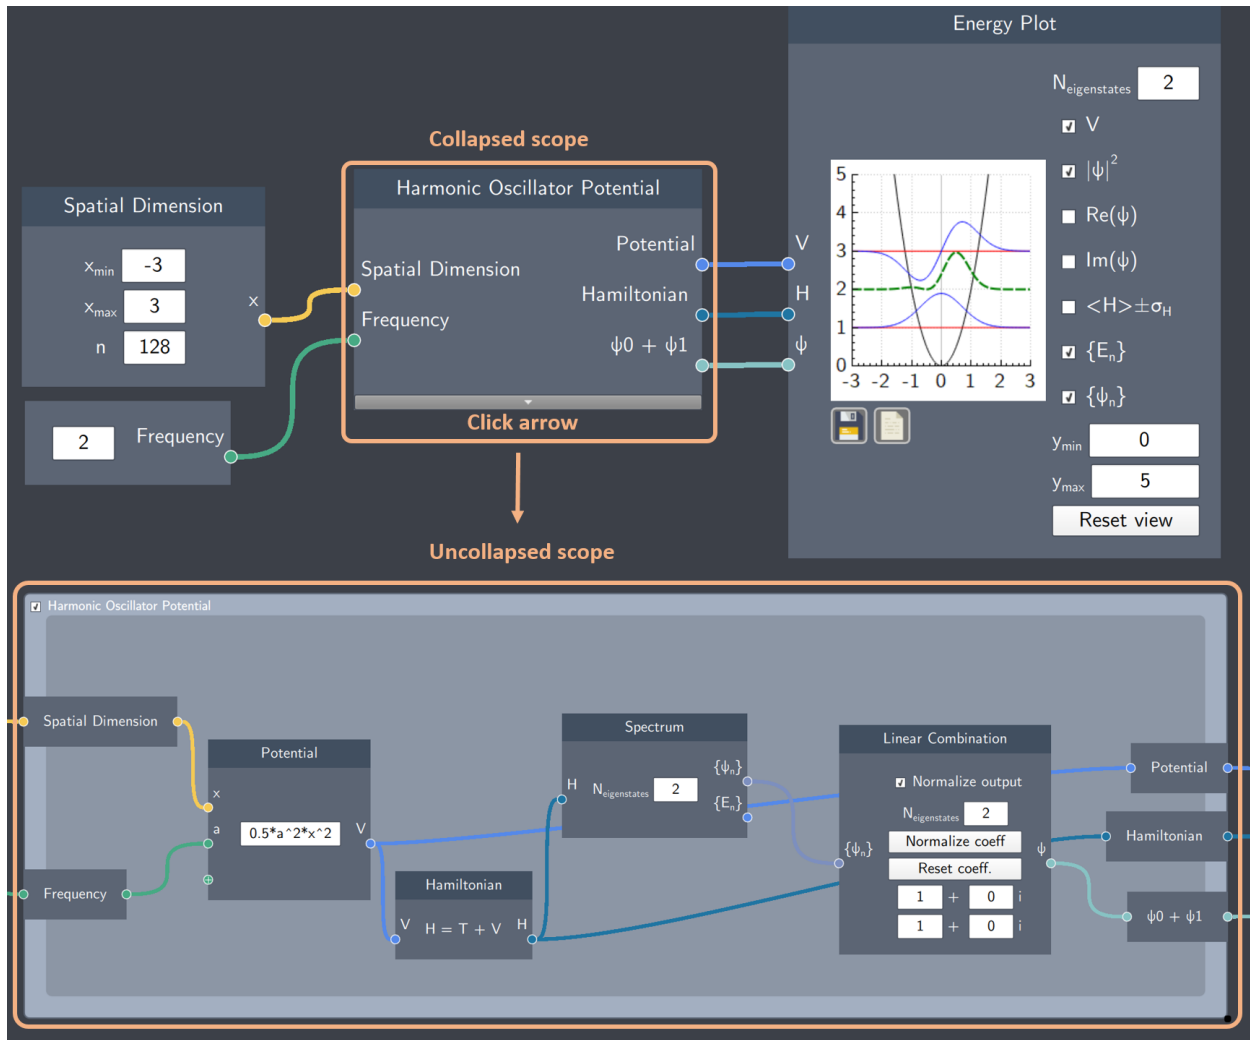 Energy Plot
Neigenstates 2
V
|ψ|²
Re(ψ)
Im(ψ)
<H>±σH
{En}
{ψn}
ymin 0
ymax 5
Reset view
5
4
3
2
1
0
-3 -2 -1 0 1 2 3
V
H
ψ
Collapsed scope
Harmonic Oscillator Potential
Potential
Spatial Dimension
Hamiltonian
Frequency
ψ0 + ψ1
Click arrow
Spatial Dimension
xmin -3
xmax 3
n 128
x
2 Frequency
Uncollapsed scope
Harmonic Oscillator Potential
Spatial Dimension
Frequency
Potential
x
a
0.5*a^2*x^2
V
Hamiltonian
V H = T + V H
Spectrum
{ψn}
H Neigenstates 2
{En}
Linear Combination
Normalize output
Neigenstates 2
Normalize coeff
{ψn}
ψ
Reset coeff.
1 + 0 i
1 + 0 i
Potential
Hamiltonian
ψ0 + ψ1